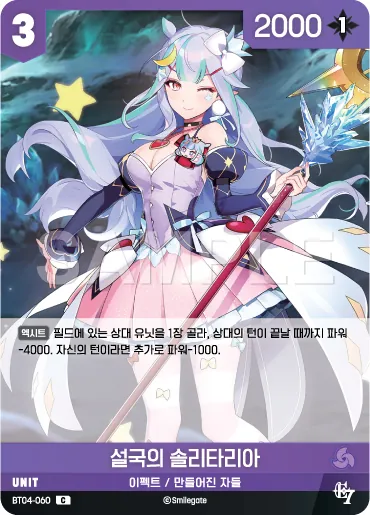 3
2000 1
SAMPLE
엑시트 필드에 있는 상대 유닛을 1장 골라, 상대의 턴이 끝날 때까지 파워
-4000. 자신의 턴이라면 추가로 파워-1000.
설국의 솔리타리아
UNIT
이펙트 / 만들어진 자들
BT04-060 C
©Smilegate
E7